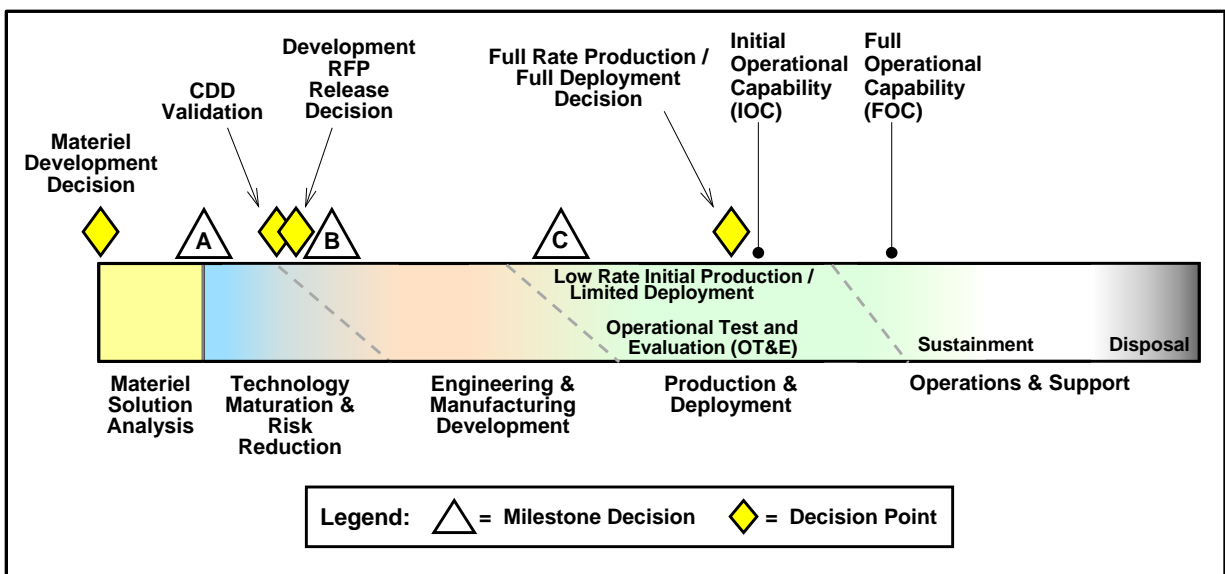 Materiel
Development
Decision
CDD
Validation
Development
RFP
Release
Decision
Full Rate Production /
Full Deployment
Decision
Initial
Operational
Capability
(IOC)
Full
Operational
Capability
(FOC)
A
B
C
Low Rate Initial Production /
Limited Deployment
Operational Test and
Evaluation (OT&E)
Sustainment
Disposal
Materiel
Solution
Analysis
Technology
Maturation &
Risk
Reduction
Engineering &
Manufacturing
Development
Production &
Deployment
Operations & Support
Legend: = Milestone Decision = Decision Point